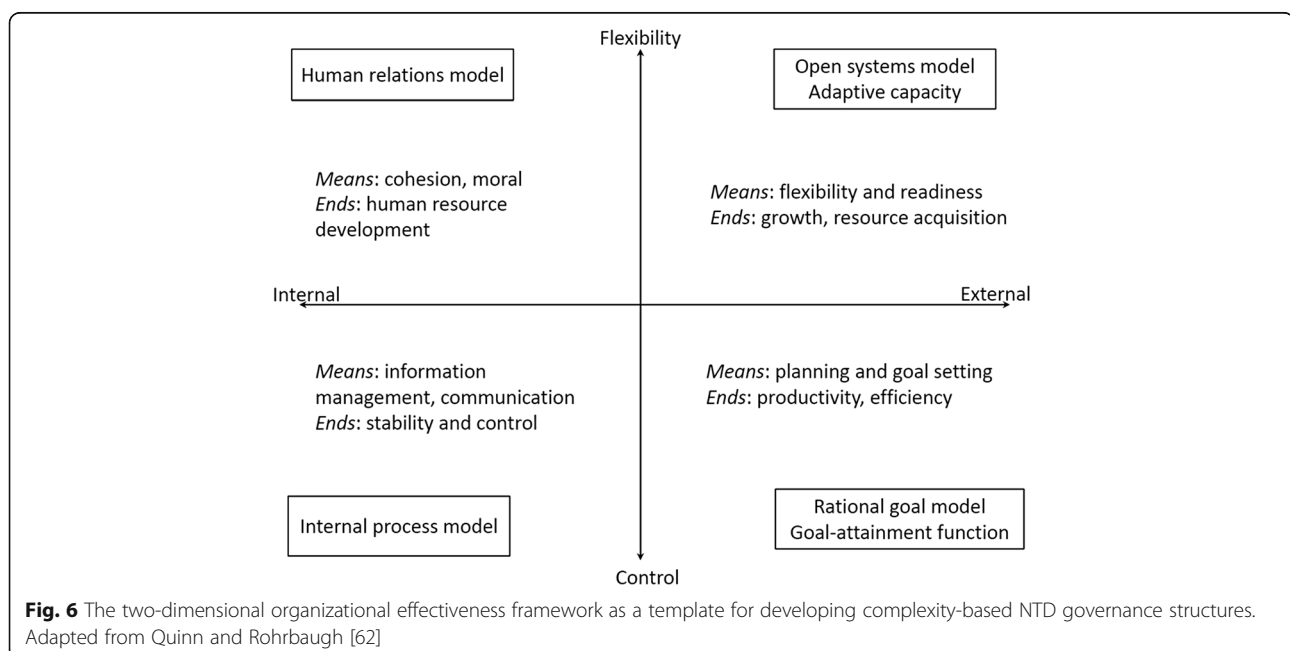 Flexibility
Human relations model
Open systems model
Adaptive capacity
Means: cohesion, moral
Ends: human resource
development
Means: flexibility and readiness
Ends: growth, resource acquisition
Internal
External
Means: information
management, communication
Ends: stability and control
Means: planning and goal setting
Ends: productivity, efficiency
Internal process model
Rational goal model
Goal-attainment function
Control
Fig. 6 The two-dimensional organizational effectiveness framework as a template for developing complexity-based NTD governance structures.
Adapted from Quinn and Rohrbaugh [62]